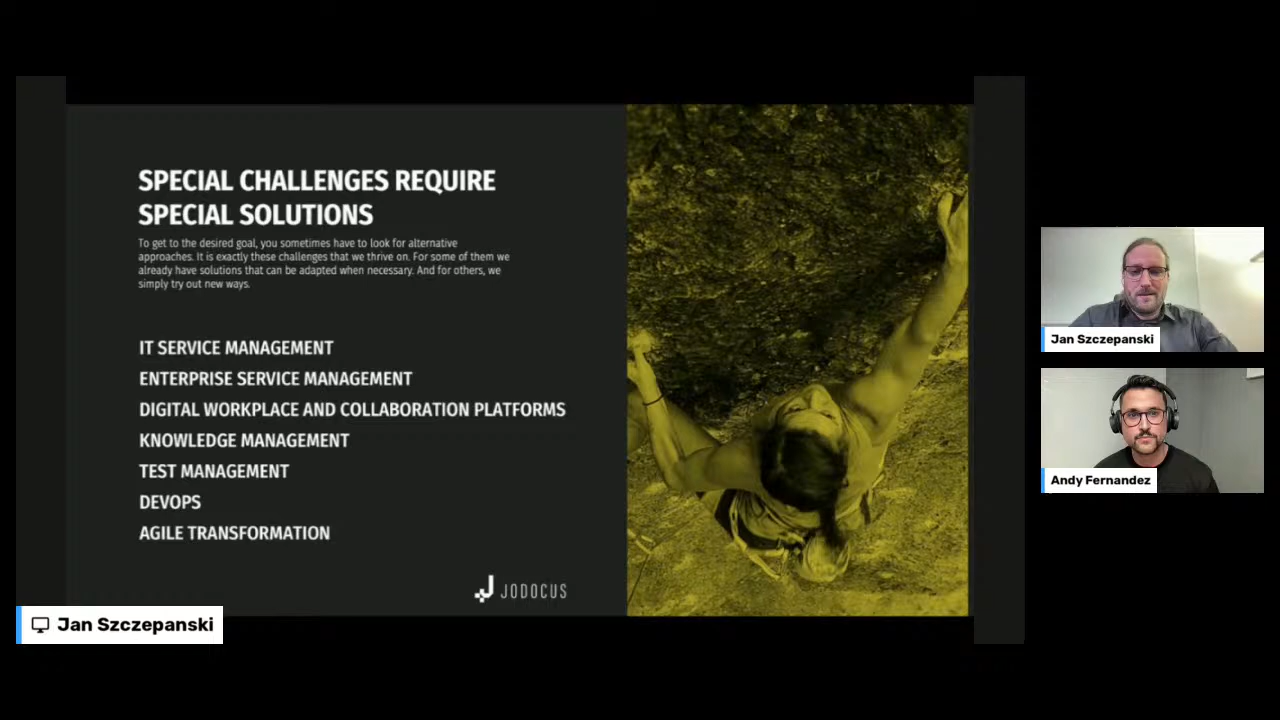 SPECIAL CHALLENGES REQUIRE
SPECIAL SOLUTIONS
To get to the desired goal, you sometimes have to look for alternative
approaches. It is exactly these challenges that we thrive on. For some of them we
already have solutions that can be adapted when necessary. And for others, we
simply try out new ways.
IT SERVICE MANAGEMENT
ENTERPRISE SERVICE MANAGEMENT
DIGITAL WORKPLACE AND COLLABORATION PLATFORMS
KNOWLEDGE MANAGEMENT
TEST MANAGEMENT
DEVOPS
AGILE TRANSFORMATION
JODOCUS
Jan Szczepanski
Jan Szczepanski
Andy Fernandez